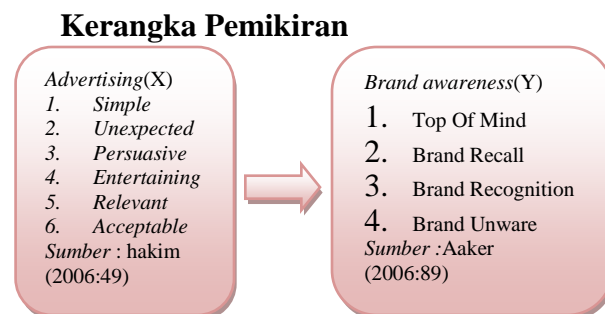 Kerangka Pemikiran
Advertising(X)
1. Simple
2. Unexpected
3. Persuasive
4. Entertaining
5. Relevant
6. Acceptable
Sumber : hakim
(2006:49)
Brand awareness(Y)
1. Top Of Mind
2. Brand Recall
3. Brand Recognition
4. Brand Unware
Sumber :Aaker
(2006:89)